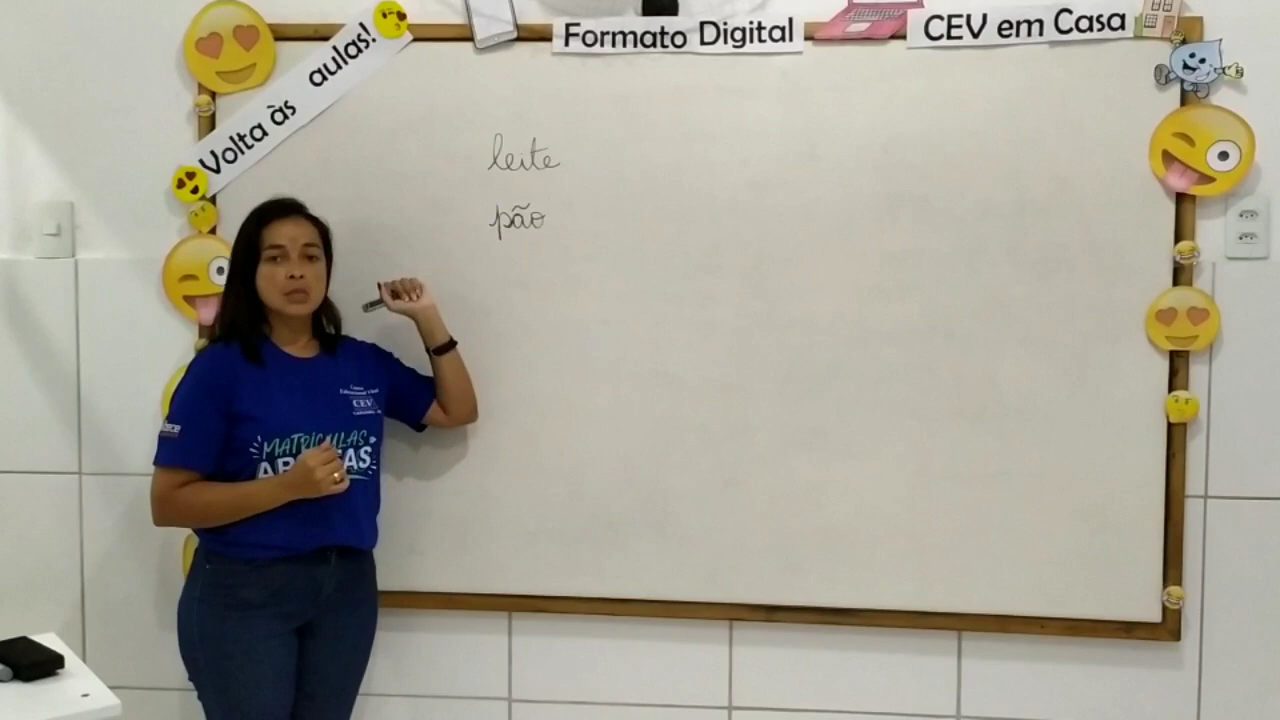 Volta às aulas!
Formato Digital
CEV em Casa
leite
pão
CEV
MATRÍCULAS